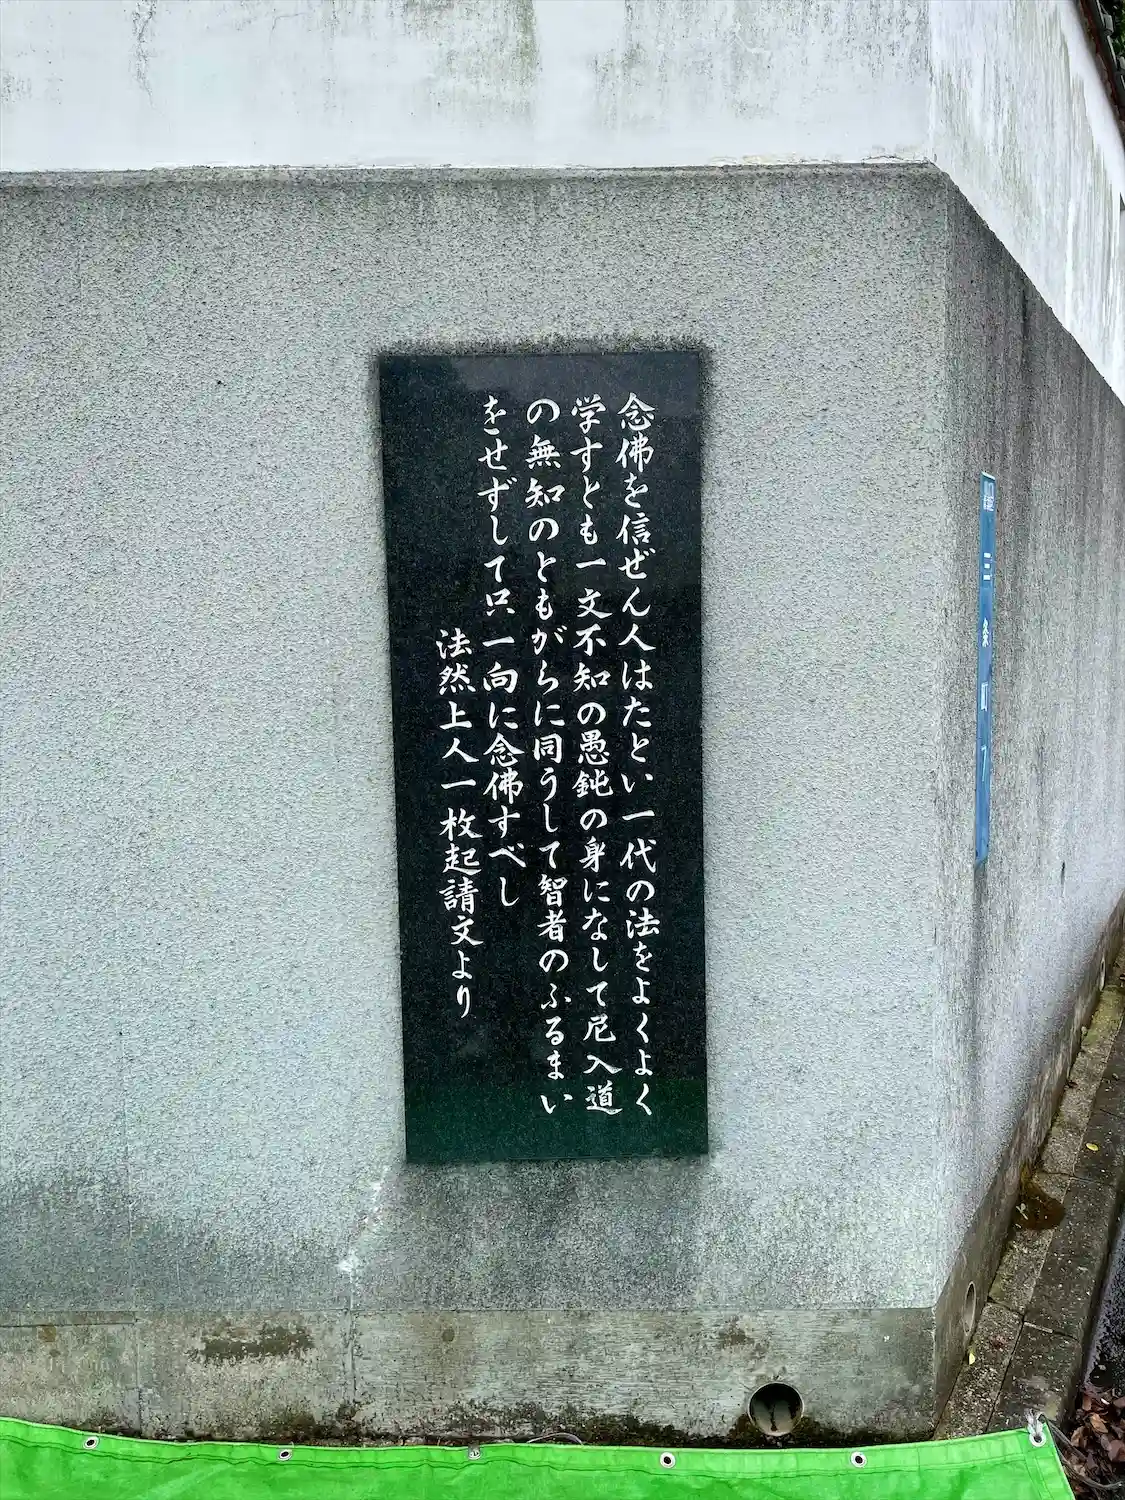 念佛を信ぜん人はたとい一代の法をよくよく
学すとも一文不知の愚鈍の身になして尼入道
の無知のともがらに同うして智者のふるまい
をせずして只一向に念佛すべし
法然上人一枚起請文より
三条町